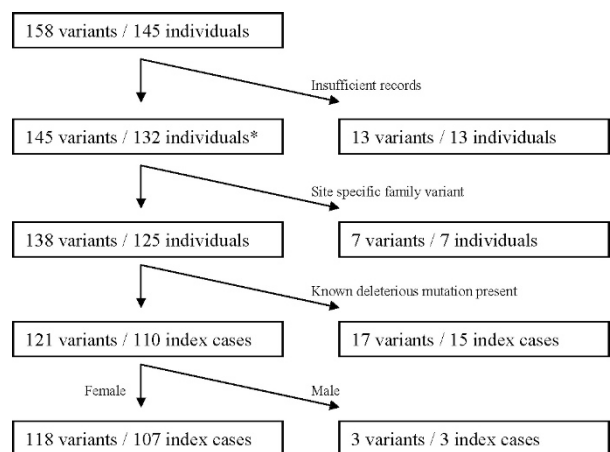 158 variants / 145 individuals
Insufficient records
145 variants / 132 individuals*
13 variants / 13 individuals
Site specific family variant
138 variants / 125 individuals
7 variants / 7 individuals
Known deleterious mutation present
121 variants / 110 index cases
17 variants / 15 index cases
Female
Male
118 variants / 107 index cases
3 variants / 3 index cases